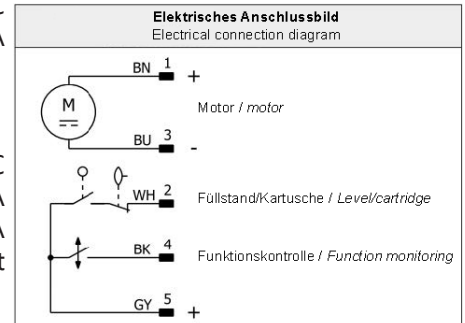 Elektrisches Anschlussbild
Electrical connection diagram
BN 1 +
M
Motor / motor
BU 3 -
WH 2 Füllstand/Kartusche / Level/cartridge
BK 4 Funktionskontrolle / Function monitoring
GY 5 +
A
C
A
A
t